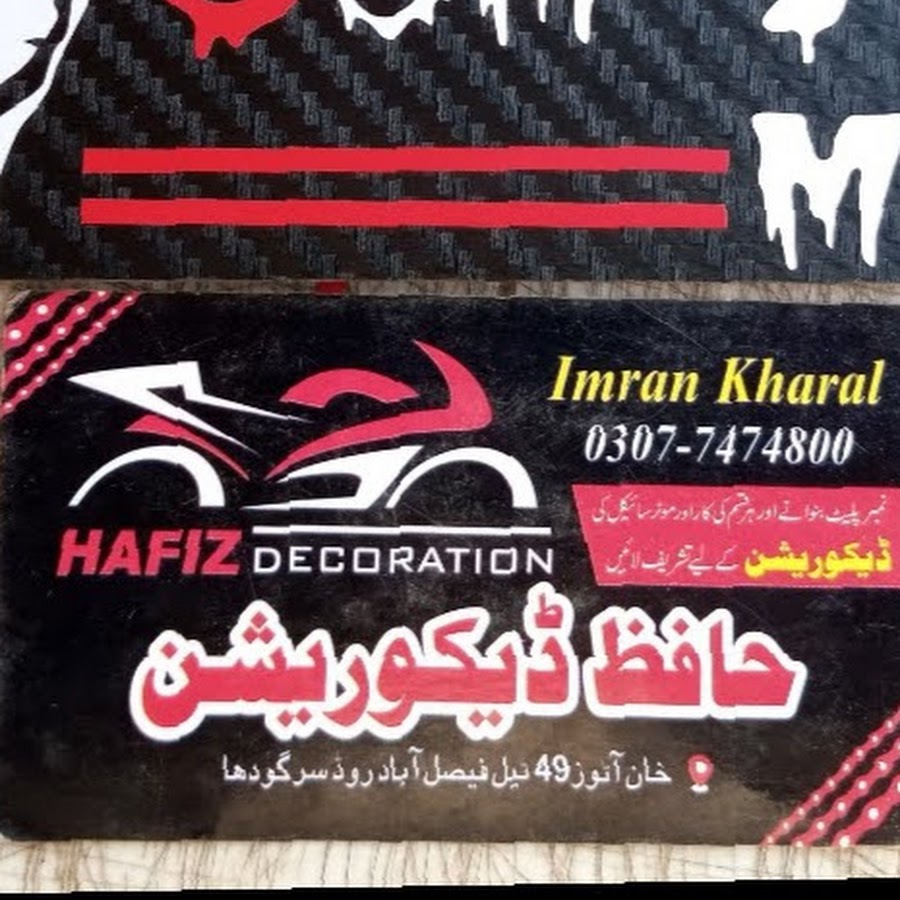 M
Imran Kharal
0307-7474800
نمبر پلیٹ بنوانے اور ہر قسم کی کار اور موٹر سائیکل کی
ڈیکوریشن کے لیے تشریف لائیں
HAFIZ DECORATION
حافظ ڈیکوریشن
خان آٹوز 49 ٹیل فیصل آباد روڈ سرگودھا